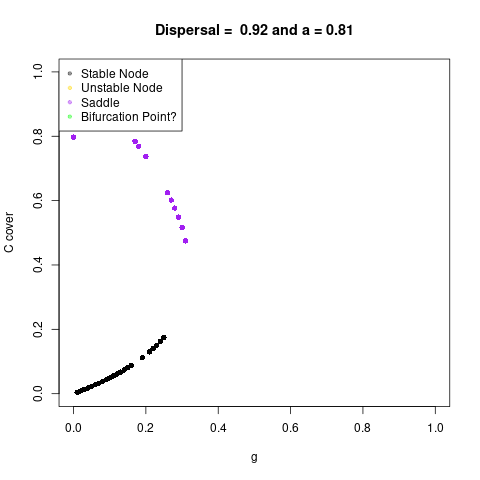 Dispersal =  0.92 and a = 0.81
Stable Node
Unstable Node
Saddle
Bifurcation Point?
C cover
1.0
0.8
0.6
0.4
0.2
0.0
0.0 0.2 0.4 0.6 0.8 1.0
g